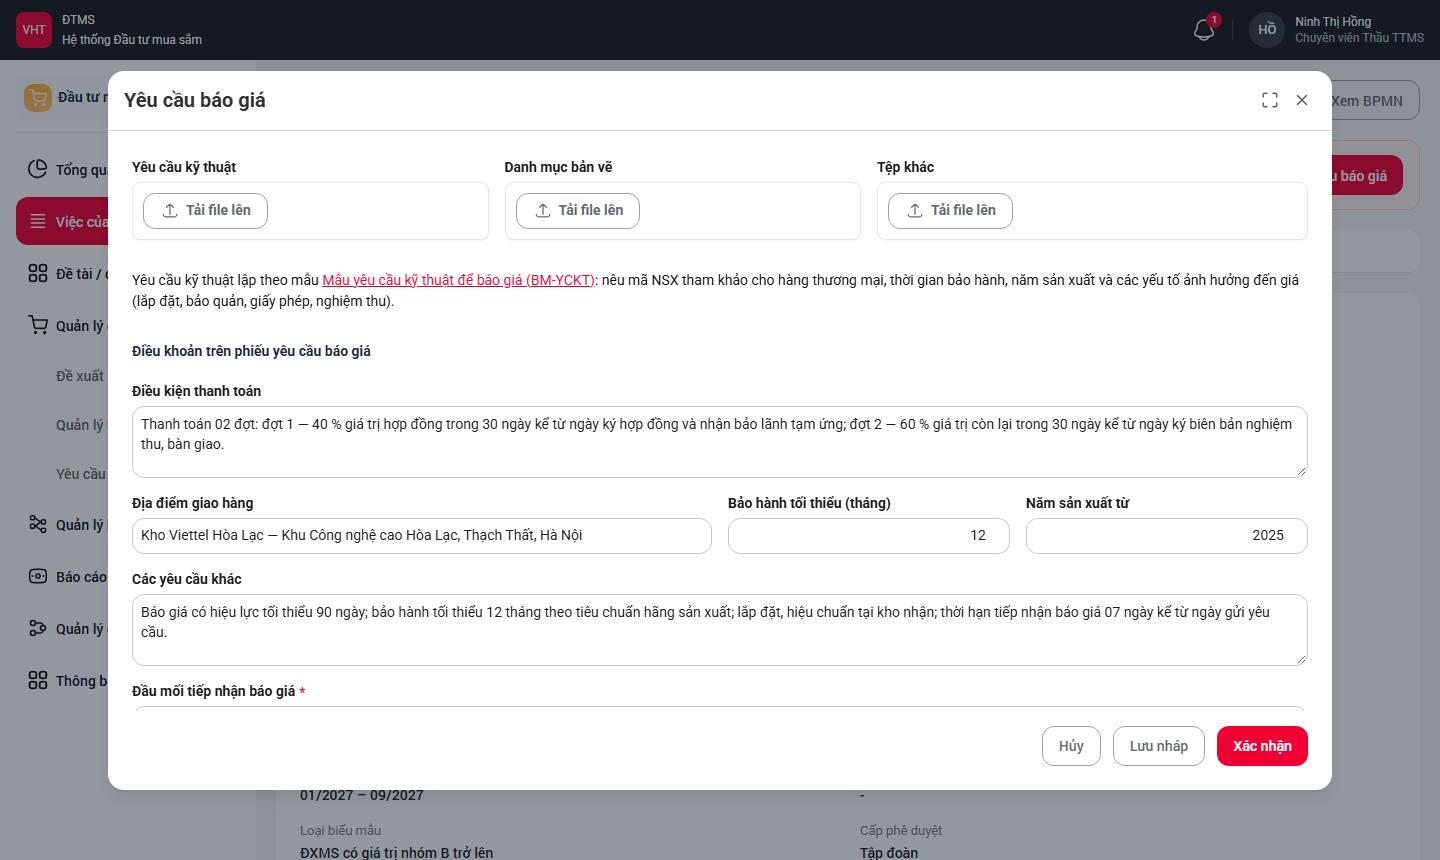 VHT
ĐTMS
Hệ thống Đầu tư mua sắm
1
HỒ
Ninh Thị Hồng
Chuyên viên Thầu TTMS
Đầu tư
Xem BPMN
Yêu cầu báo giá
Tổng
Việc của
Đề tài /
Quản lý
Đề xuất
Quản lý
Yêu cầu
Quản lý
Báo cáo
Quản lý
Thông
báo giá
Yêu cầu kỹ thuật
Danh mục bản vẽ
Tệp khác
Tải file lên
Tải file lên
Tải file lên
Yêu cầu kỹ thuật lập theo mẫu Mẫu yêu cầu kỹ thuật để báo giá (BM-YCKT): nêu mã NSX tham khảo cho hàng thương mại, thời gian bảo hành, năm sản xuất và các yếu tố ảnh hưởng đến giá
(lắp đặt, bảo quản, giấy phép, nghiệm thu).
Điều khoản trên phiếu yêu cầu báo giá
Điều kiện thanh toán
Thanh toán 02 đợt: đợt 1 — 40 % giá trị hợp đồng trong 30 ngày kể từ ngày ký hợp đồng và nhận bảo lãnh tạm ứng; đợt 2 — 60 % giá trị còn lại trong 30 ngày kể từ ngày ký biên bản nghiệm
thu, bàn giao.
Địa điểm giao hàng
Bảo hành tối thiểu (tháng)
Năm sản xuất từ
Kho Viettel Hòa Lạc — Khu Công nghệ cao Hòa Lạc, Thạch Thất, Hà Nội
12
2025
Các yêu cầu khác
Báo giá có hiệu lực tối thiểu 90 ngày; bảo hành tối thiểu 12 tháng theo tiêu chuẩn hãng sản xuất; lắp đặt, hiệu chuẩn tại kho nhận; thời hạn tiếp nhận báo giá 07 ngày kể từ ngày gửi yêu
cầu.
Đầu mối tiếp nhận báo giá *
Hủy
Lưu nháp
Xác nhận
01/2027 – 09/2027
-
Loại biểu mẫu
Cấp phê duyệt
ĐXMS có giá trị nhóm B trở lên
Tập đoàn